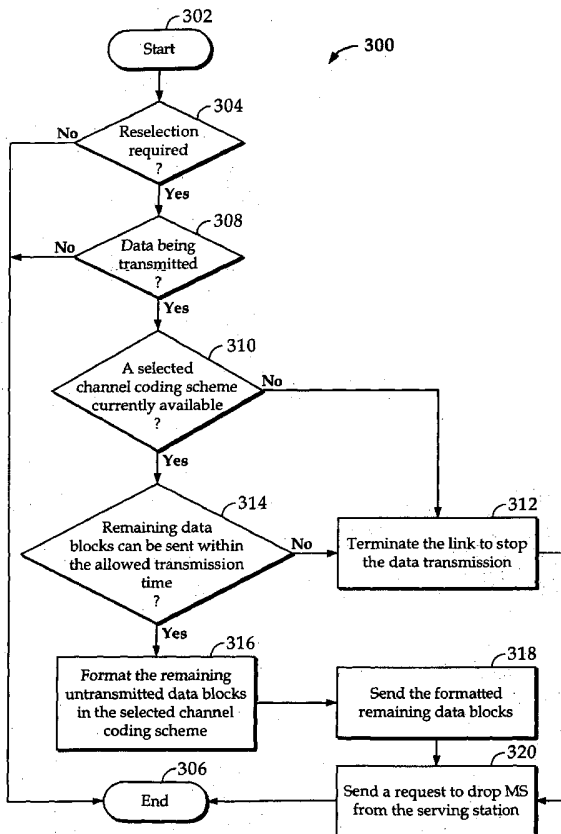 302
Start
300
304
No
Reselection
required
?
Yes
308
No
Data being
transmitted
?
Yes
310
A selected
channel coding scheme
currently available
?
No
Yes
314
Remaining data
blocks can be sent within
the allowed transmission
time
?
No
312
Terminate the link to stop
the data transmission
Yes
316
Format the remaining
untransmitted data blocks
in the selected channel
coding scheme
318
Send the formatted
remaining data blocks
320
Send a request to drop MS
from the serving station
306
End